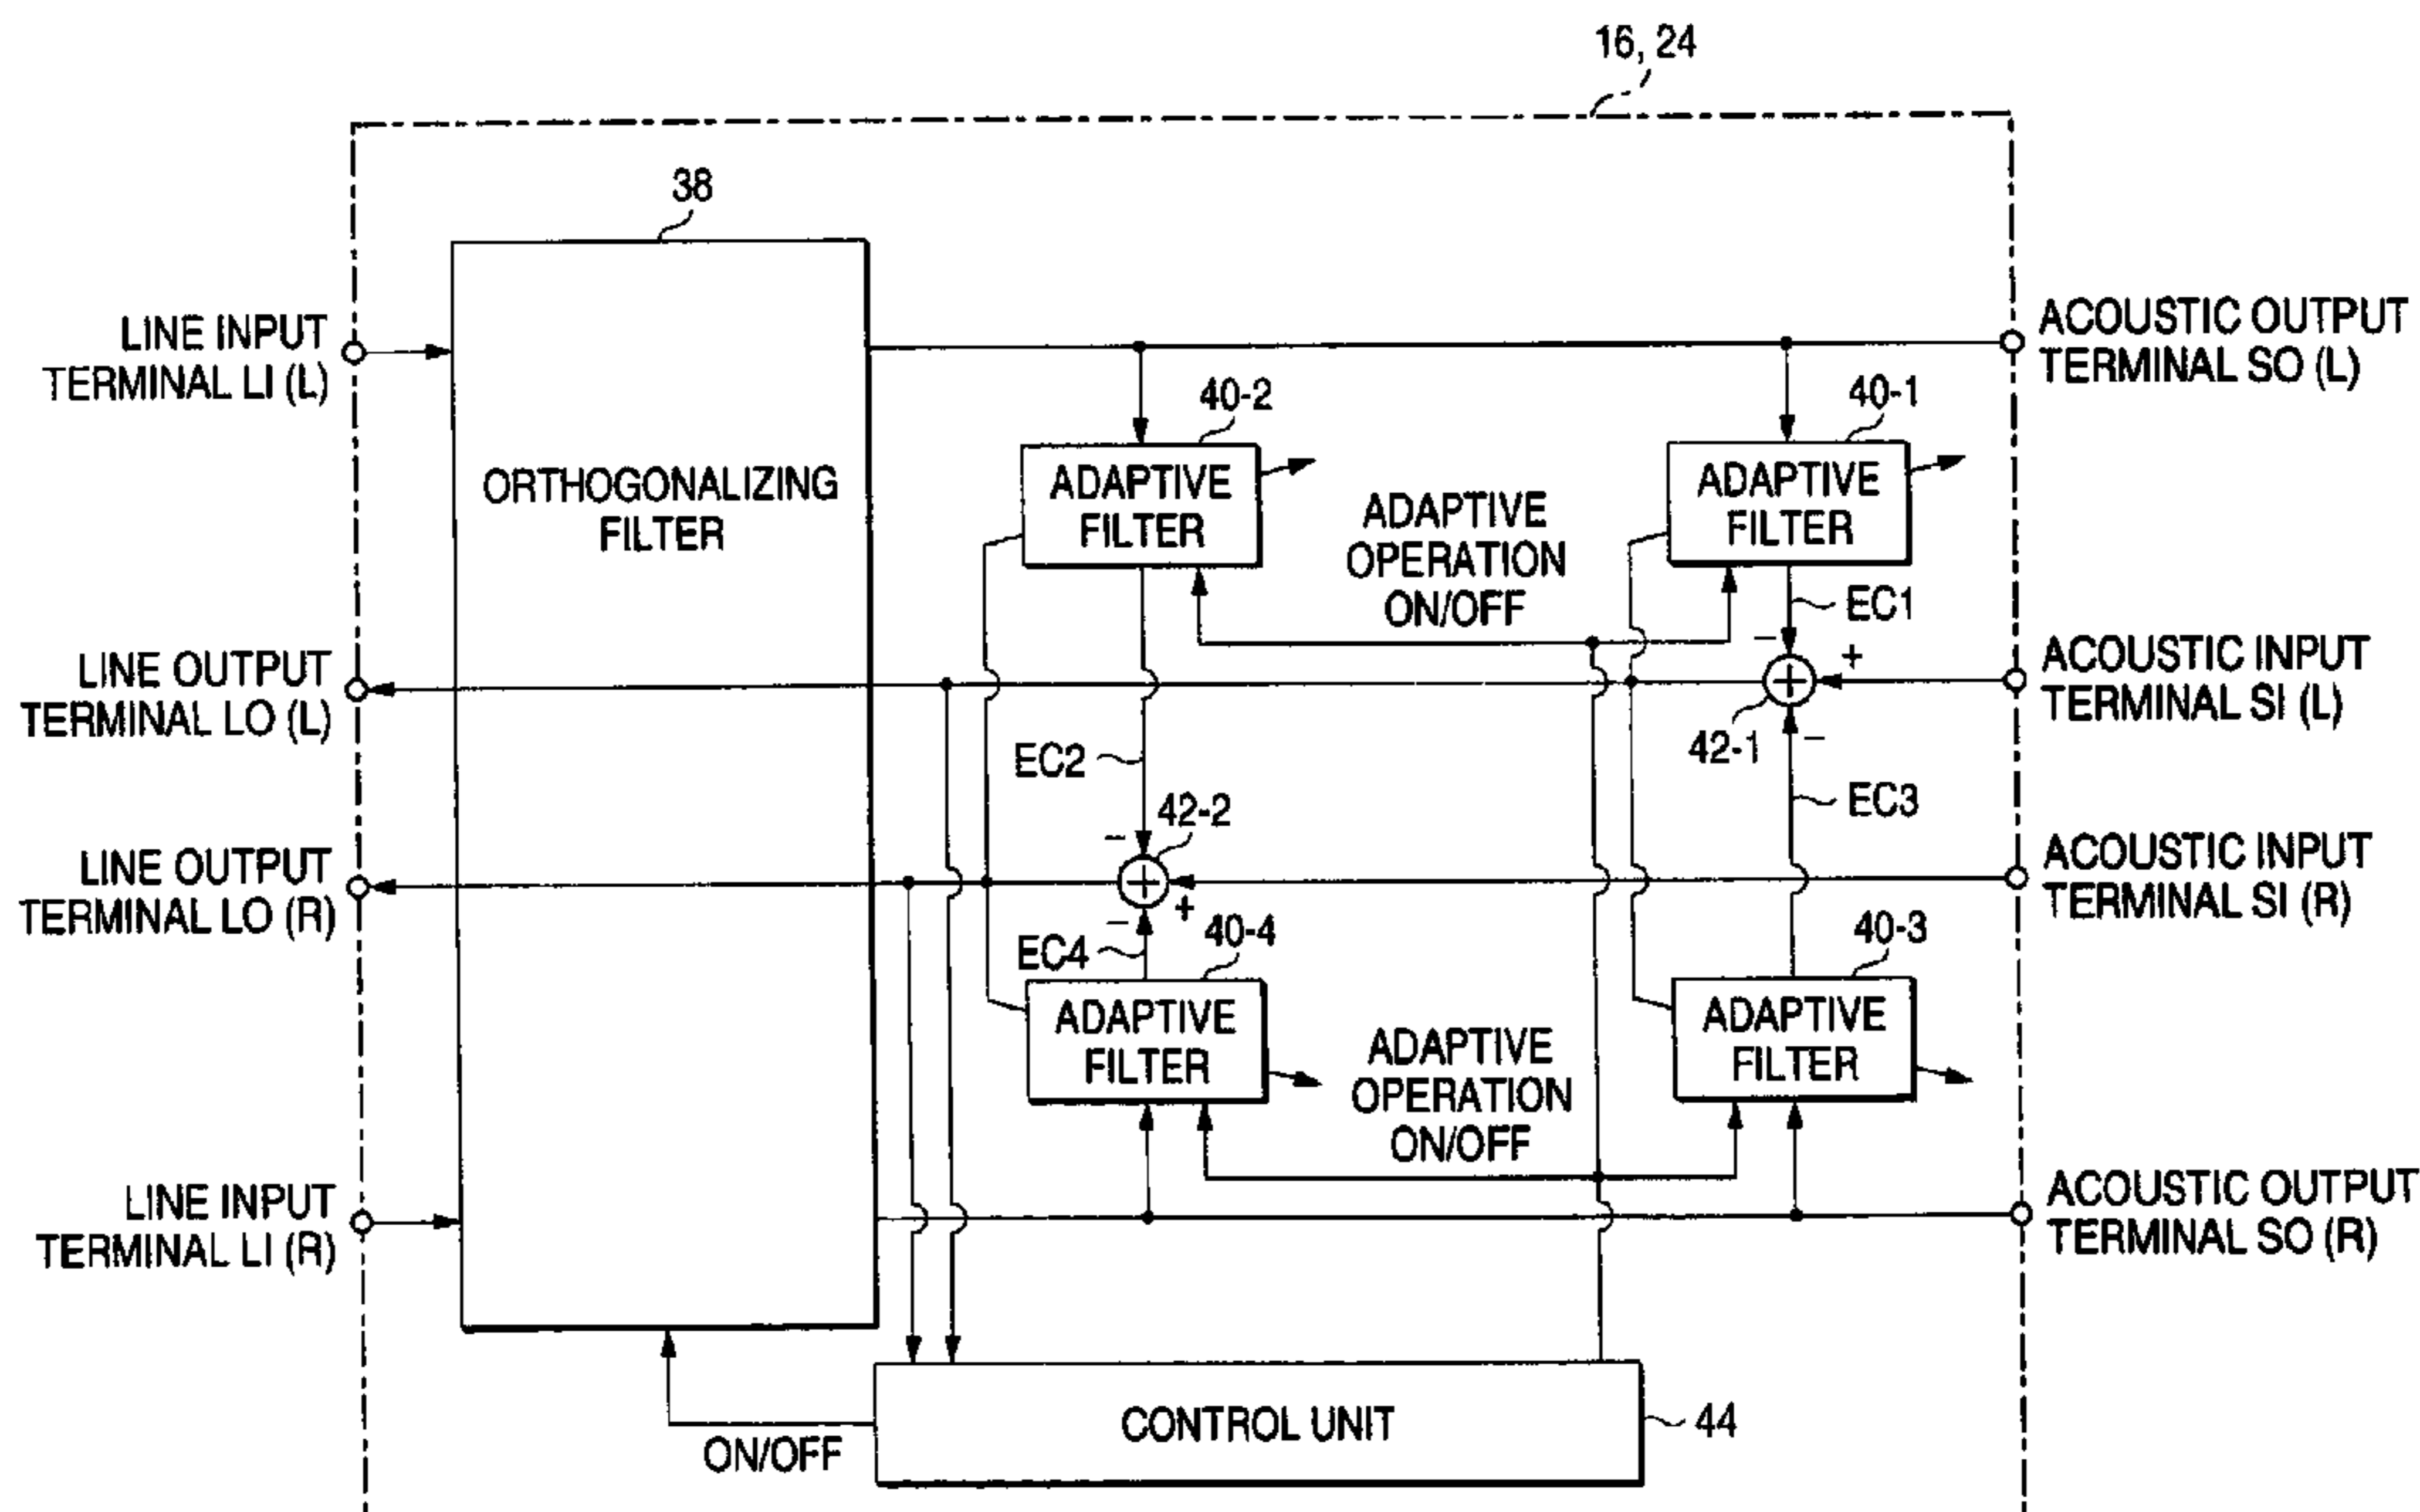 16, 24
38
LINE INPUT
TERMINAL LI (L)
ORTHOGONALIZING
FILTER
ACOUSTIC OUTPUT
TERMINAL SO (L)
40-2
40-1
ADAPTIVE
FILTER
ADAPTIVE
OPERATION
ON/OFF
ADAPTIVE
FILTER
EC1
−
+
LINE OUTPUT
TERMINAL LO (L)
ACOUSTIC INPUT
TERMINAL SI (L)
42-1
−
EC2
EC3
42-2
−
LINE OUTPUT
TERMINAL LO (R)
ACOUSTIC INPUT
TERMINAL SI (R)
−
+
EC4
40-4
40-3
ADAPTIVE
FILTER
ADAPTIVE
OPERATION
ON/OFF
ADAPTIVE
FILTER
LINE INPUT
TERMINAL LI (R)
ACOUSTIC OUTPUT
TERMINAL SO (R)
ON/OFF
CONTROL UNIT
44